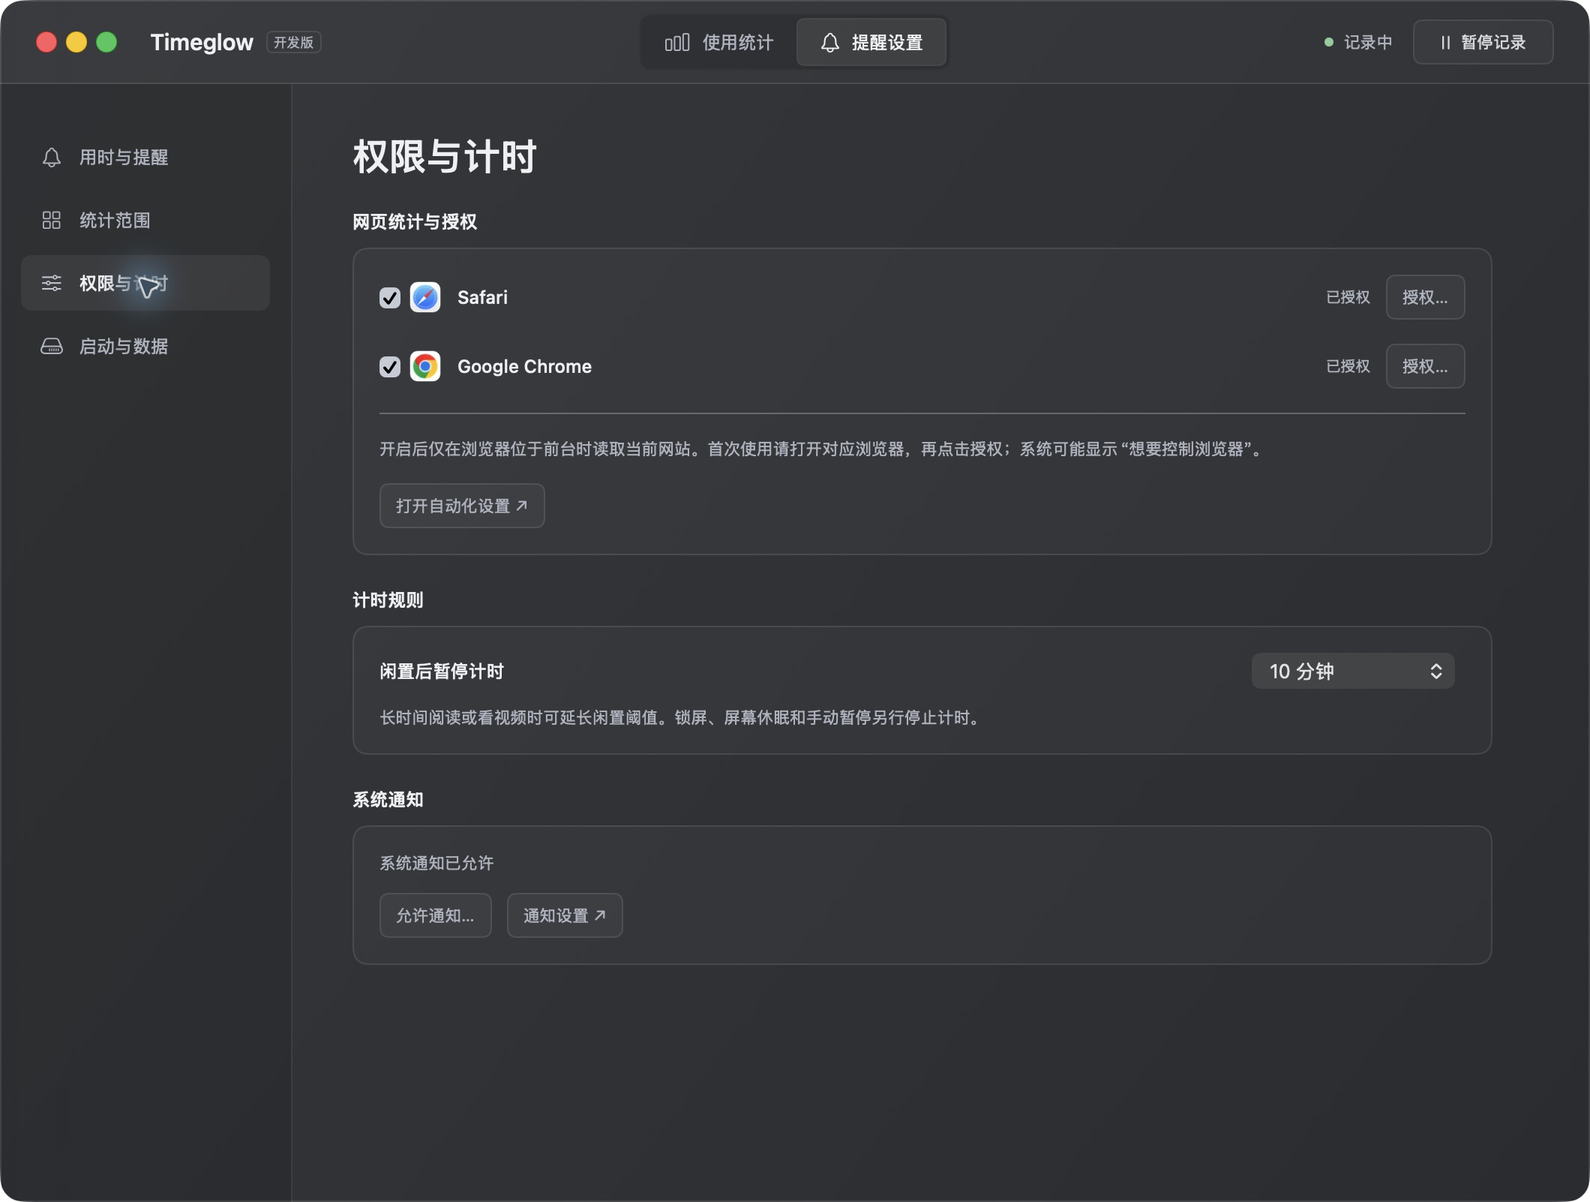 Timeglow 开发版
使用统计
提醒设置
记录中
暂停记录
用时与提醒
统计范围
权限与计时
启动与数据
权限与计时
网页统计与授权
Safari 已授权 授权...
Google Chrome 已授权 授权...
开启后仅在浏览器位于前台时读取当前网站。首次使用请打开对应浏览器，再点击授权；系统可能显示“想要控制浏览器”。
打开自动化设置 ↗
计时规则
闲置后暂停计时 10 分钟
长时间阅读或看视频时可延长闲置阈值。锁屏、屏幕休眠和手动暂停另行停止计时。
系统通知
系统通知已允许
允许通知... 通知设置 ↗